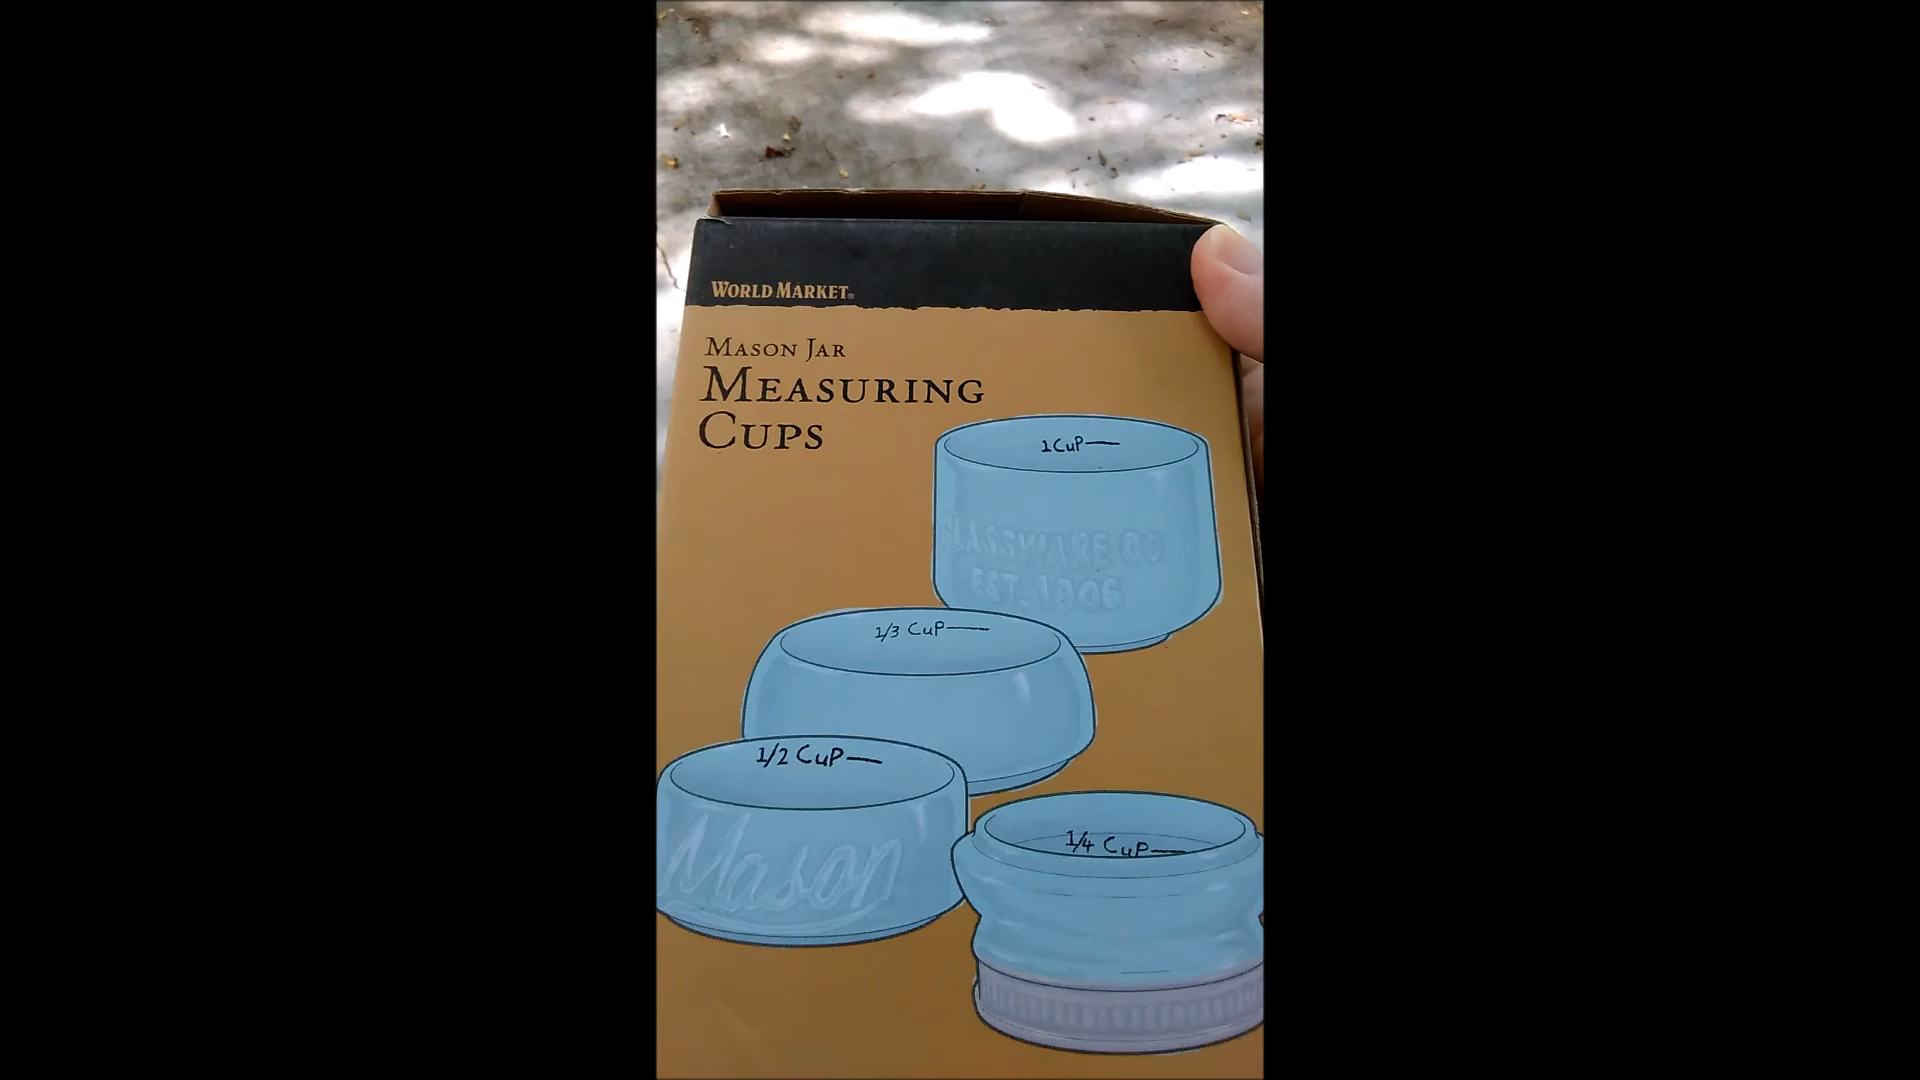 WORLD MARKET®
MASON JAR
MEASURING
CUPS
1 CuP
GLASSWARE CO
EST. 1906
1/3 CuP
1/2 CuP
Mason
1/4 CuP